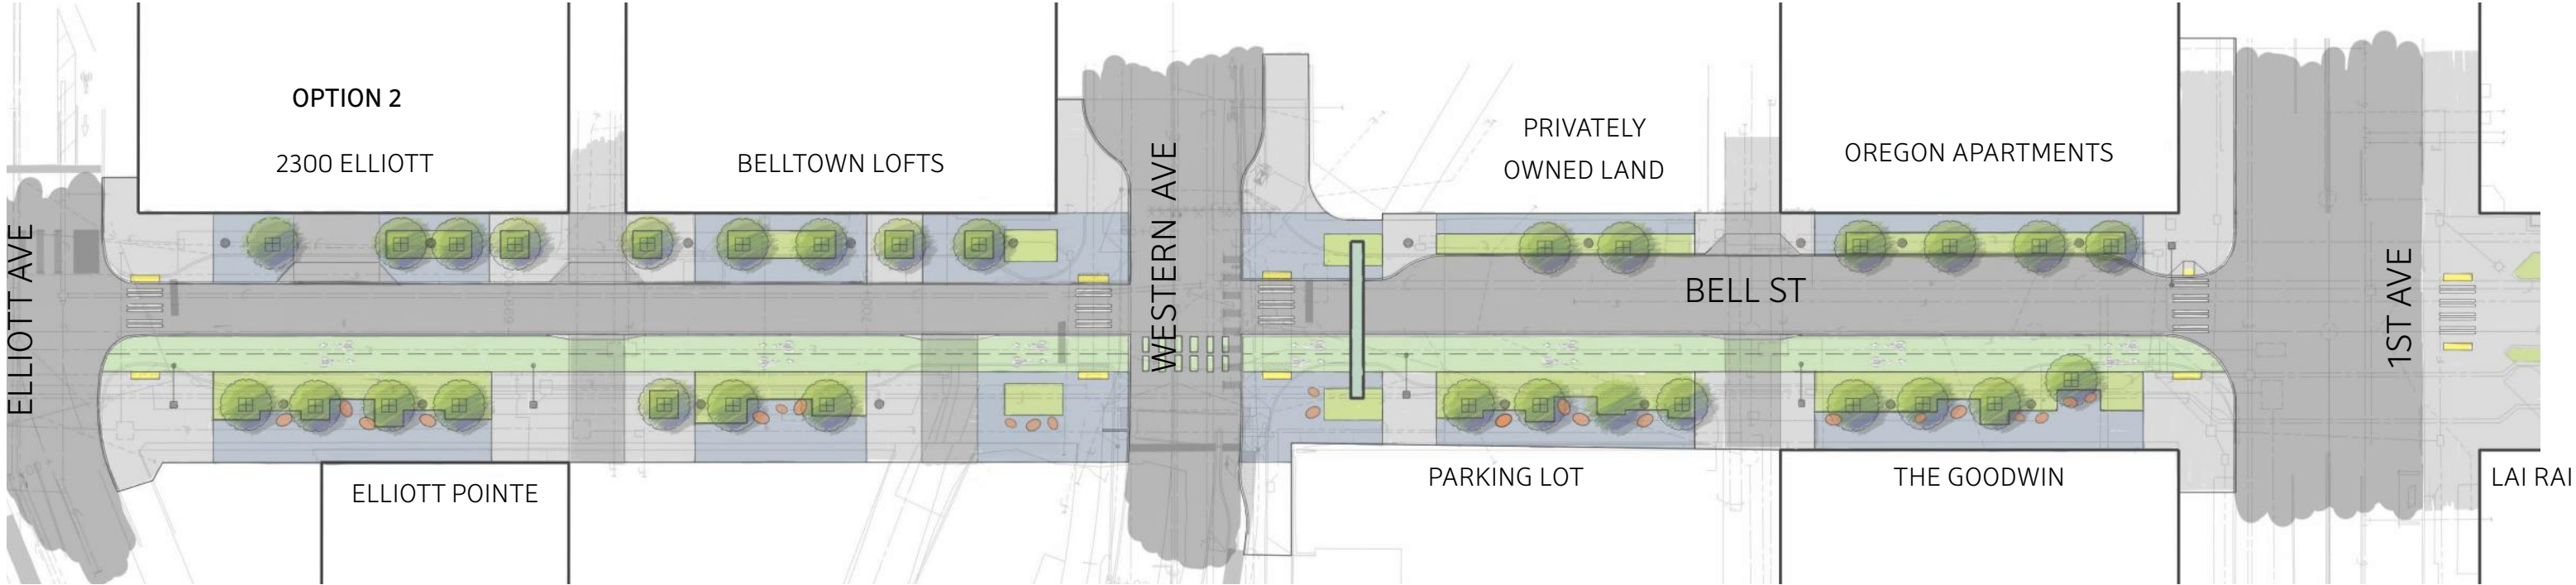 OPTION 2
2300 ELLIOTT
BELLTOWN LOFTS
PRIVATELY
OWNED LAND
OREGON APARTMENTS
ELLIOTT AVE
WESTERN AVE
BELL ST
1ST AVE
ELLIOTT POINTE
PARKING LOT
THE GOODWIN
LAI RAI